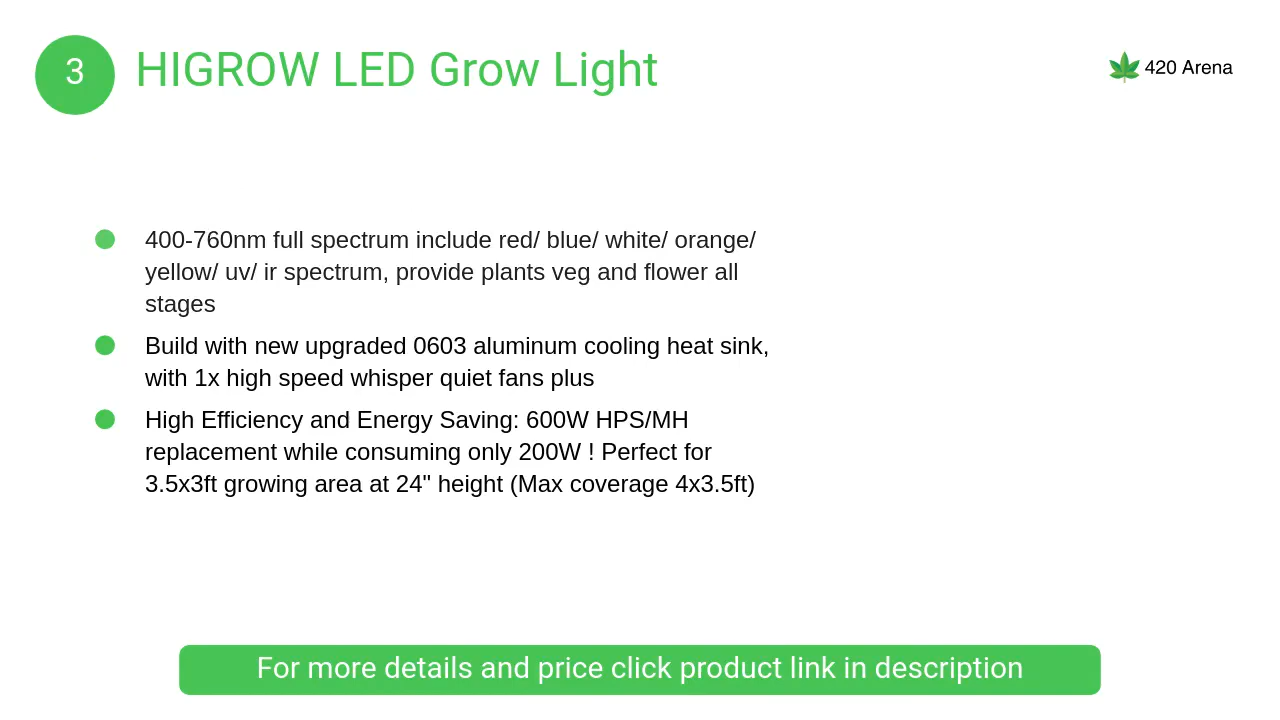 3
HIGROW LED Grow Light
420 Arena
400-760nm full spectrum include red/ blue/ white/ orange/
yellow/ uv/ ir spectrum, provide plants veg and flower all
stages
Build with new upgraded 0603 aluminum cooling heat sink,
with 1x high speed whisper quiet fans plus
High Efficiency and Energy Saving: 600W HPS/MH
replacement while consuming only 200W ! Perfect for
3.5x3ft growing area at 24" height (Max coverage 4x3.5ft)
For more details and price click product link in description